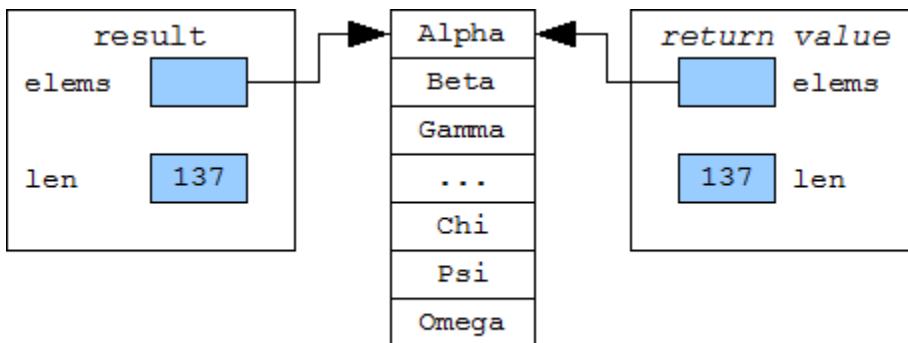 result
elems
len 137
Alpha
Beta
Gamma
...
Chi
Psi
Omega
return value
elems
137 len